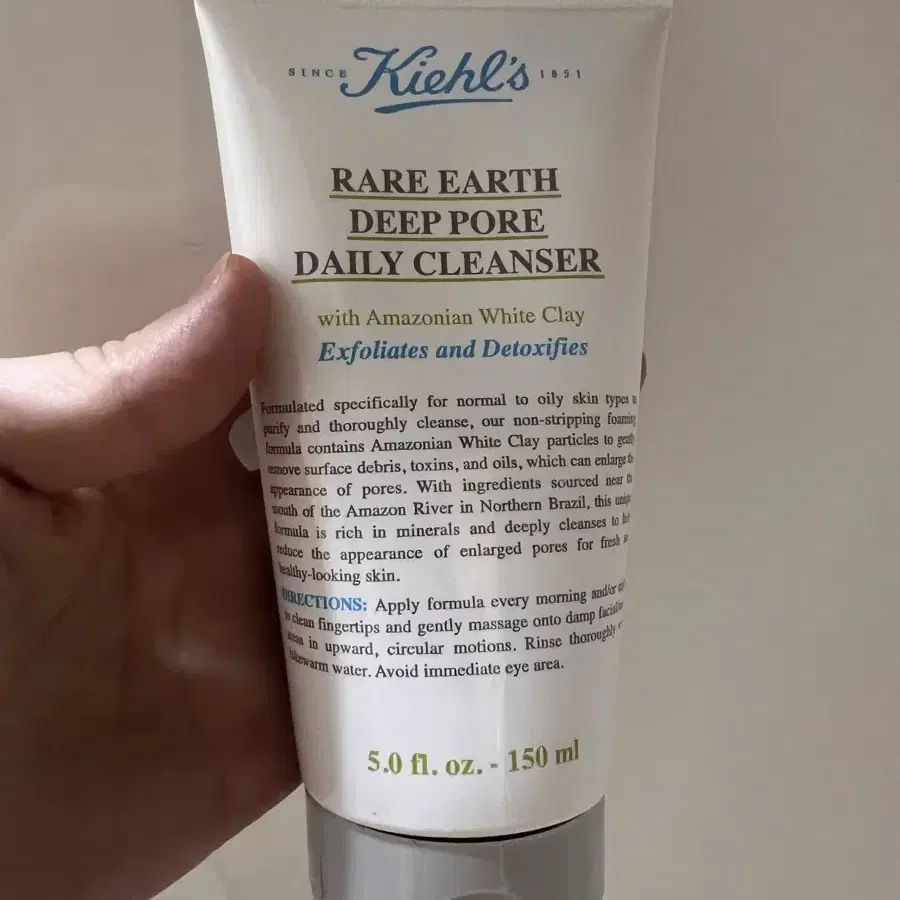 SINCE Kiehl's 1851
RARE EARTH
DEEP PORE
DAILY CLEANSER
with Amazonian White Clay
Exfoliates and Detoxifies
Formulated specifically for normal to oily skin types
purify and thoroughly cleanse, our non-stripping foaming
formula contains Amazonian White Clay particles to gently
remove surface debris, toxins, and oils, which can enlarge
appearance of pores. With ingredients sourced near
mouth of the Amazon River in Northern Brazil, this unique
formula is rich in minerals and deeply cleanses to
reduce the appearance of enlarged pores for fresh
healthy-looking skin.
DIRECTIONS: Apply formula every morning and/or
to clean fingertips and gently massage onto damp
areas in upward, circular motions. Rinse thoroughly
lukewarm water. Avoid immediate eye area.
5.0 fl. oz. - 150 ml